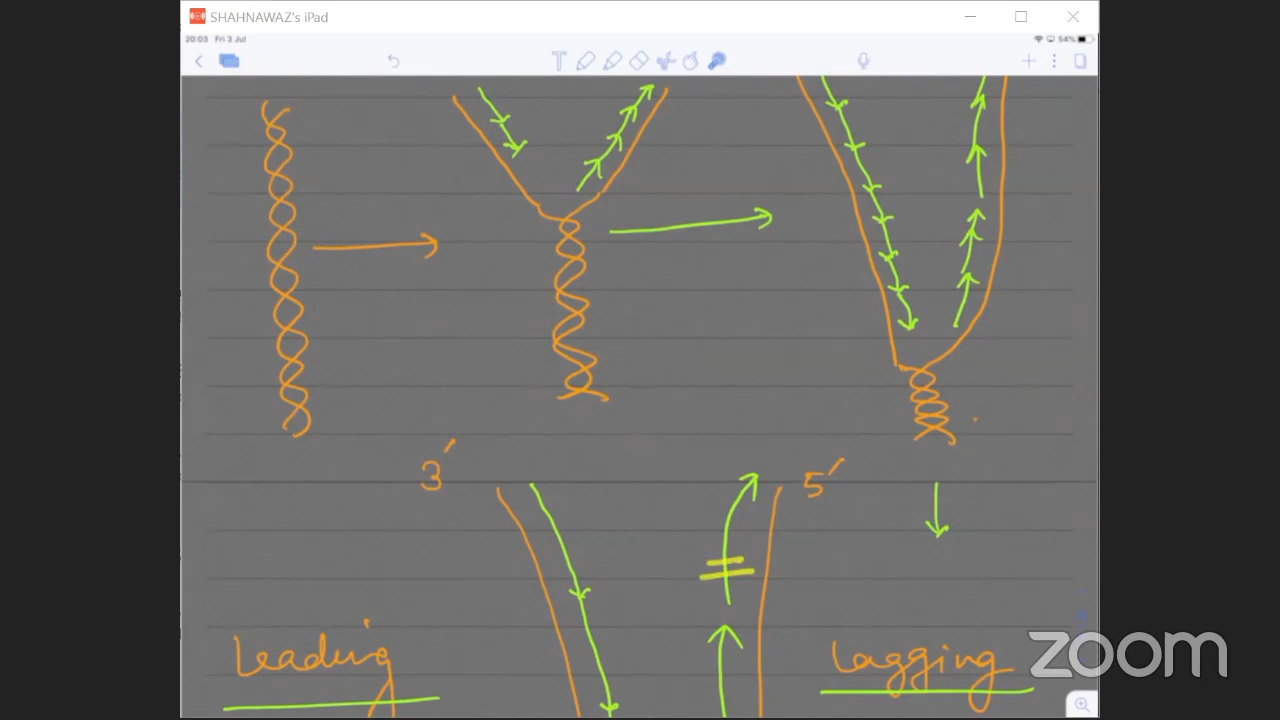 SHAHNAWAZ's iPad
20:03 Fri 3 Jul
54%
3′
5′
Leading
Lagging
zoom